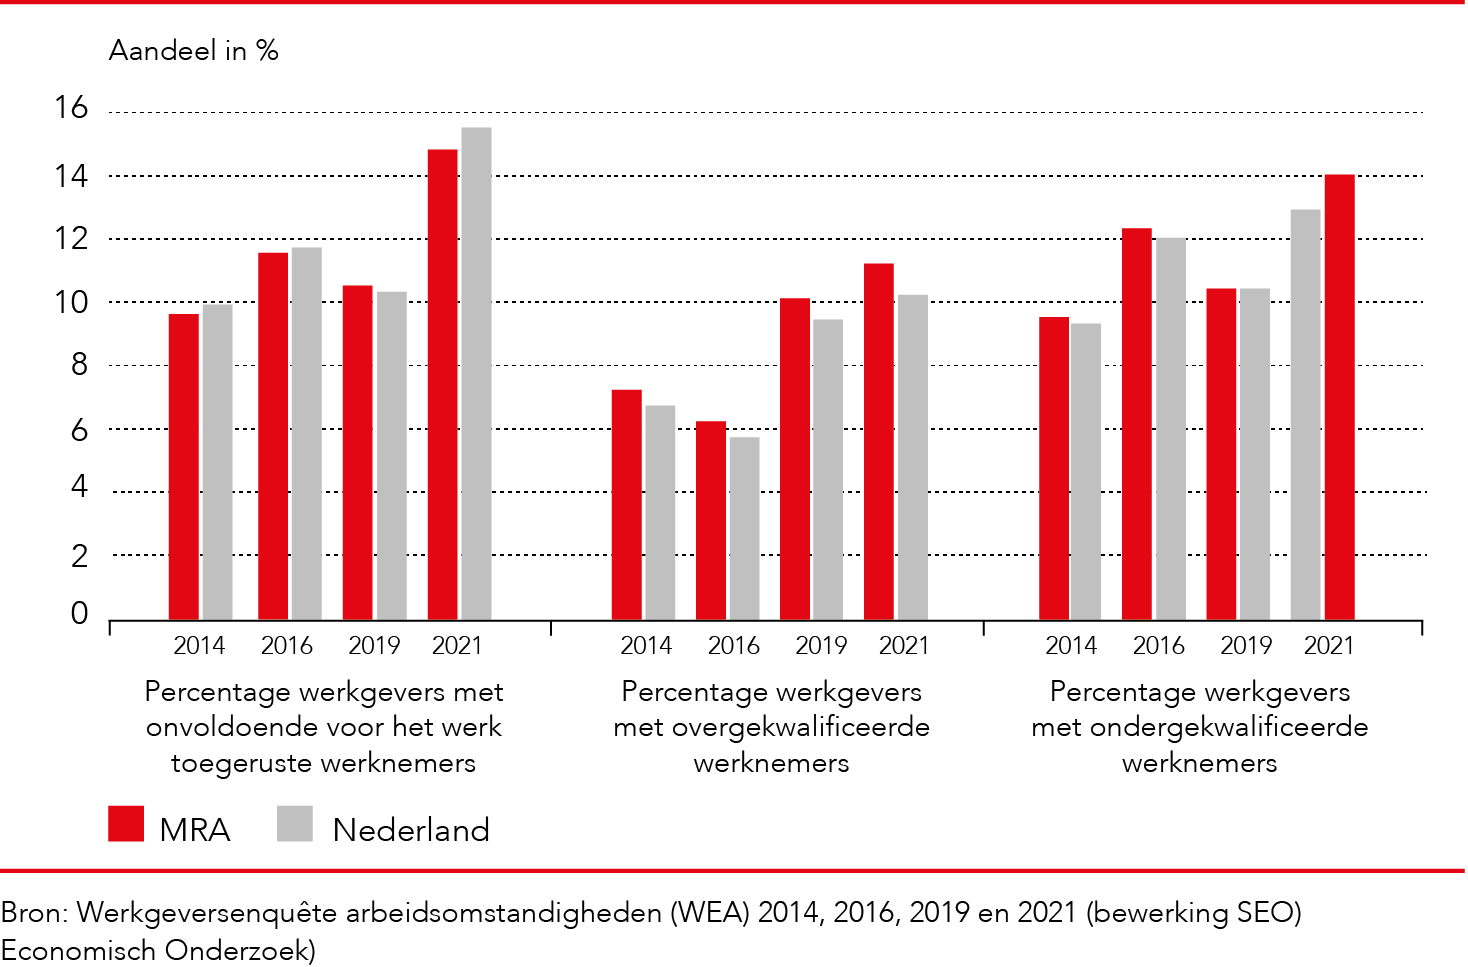 Aandeel in %
16
14
12
10
8
6
4
2
0
2014 2016 2019 2021 2014 2016 2019 2021 2014 2016 2019 2021
Percentage werkgevers met
onvoldoende voor het werk
toegeruste werknemers
Percentage werkgevers
met overgekwalificeerde
werknemers
Percentage werkgevers
met ondergekwalificeerde
werknemers
MRA Nederland
Bron: Werkgeversenquête arbeidsomstandigheden (WEA) 2014, 2016, 2019 en 2021 (bewerking SEO)
Economisch Onderzoek)